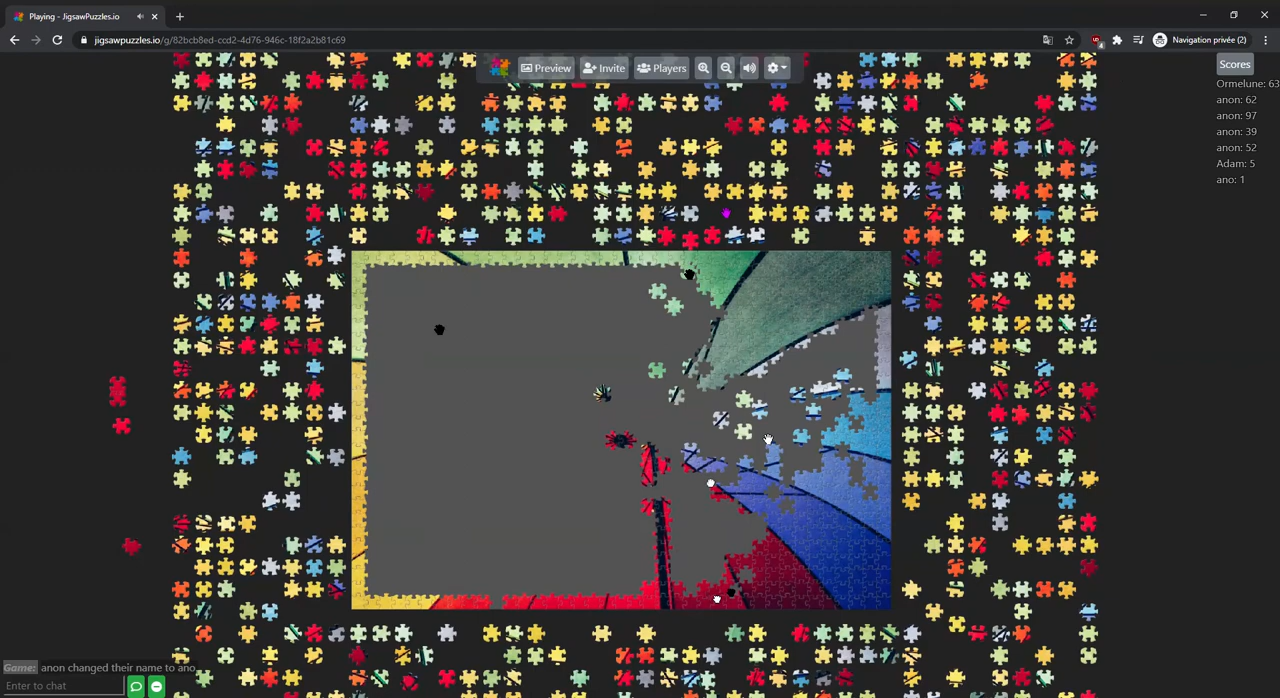 Playing - JigsawPuzzles.io
jigsawpuzzles.io/g/82bcb8ed-ccd2-4d76-946c-18f2a2b81c69
4
Navigation privée (2)
Preview
Invite
Players
Scores
Ormelune: 63
anon: 62
anon: 97
anon: 39
anon: 52
Adam: 5
ano: 1
Game: anon changed their name to ano
Enter to chat